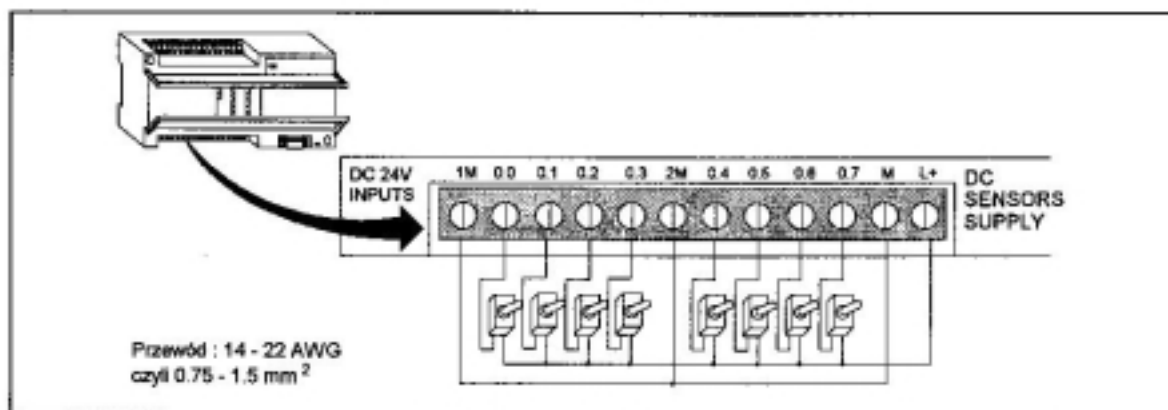 DC 24V
INPUTS
1M 0.0 0.1 0.2 0.3 2M 0.4 0.5 0.6 0.7 M L+
DC
SENSORS
SUPPLY
Przewód : 14 - 22 AWG
czyli 0.75 - 1.5 mm ²